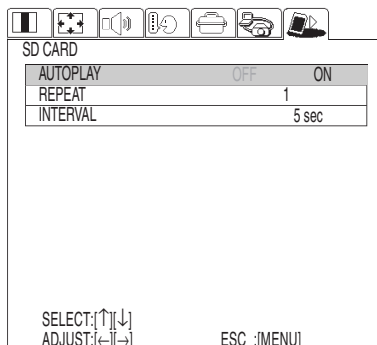 SD CARD
AUTOPLAY OFF ON
REPEAT 1
INTERVAL 5 sec
SELECT:[↑][↓]
ADJUST:[←][→] ESC :[MENU]